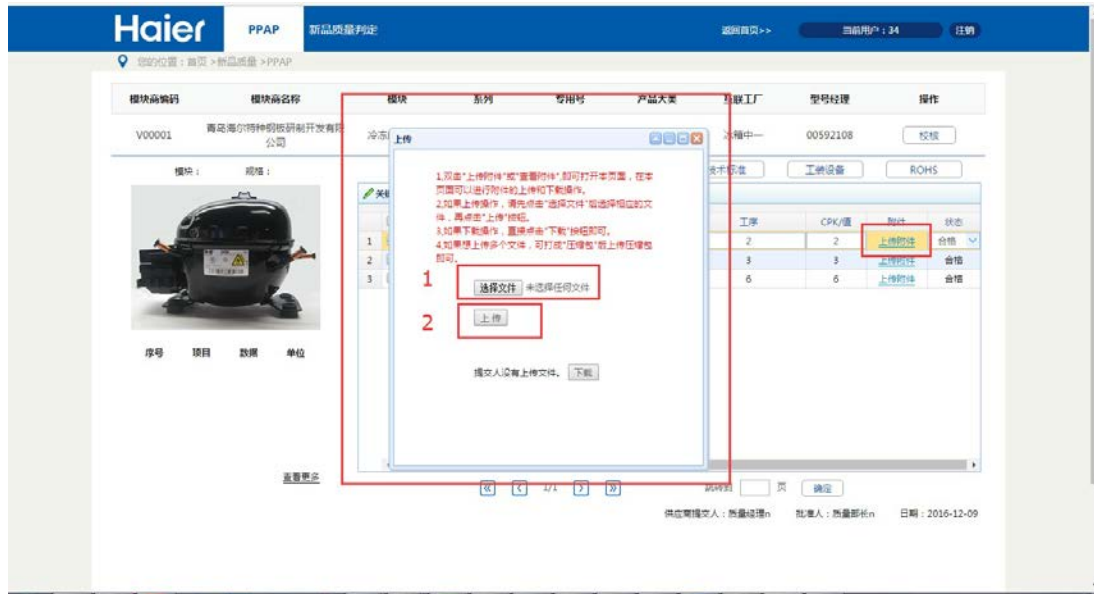 Haier PPAP 新品质量判定 返回首页>> 当前用户：34 注销
您的位置：首页 >新品质量 >PPAP
模块商编码 模块商名称 模块 系列 专用号 产品大类 互联工厂 型号经理 操作
V00001 青岛海尔特种钢板研制开发有限公司 冷冻 冰箱中一 00592108 校核
上传
模块： 规格： 技术标准 工装设备 ROHS
1,双击"上传附件"或"查看附件",即可打开本页面，在本
页面可以进行附件的上传和下载操作。
2,如果上传操作，请先点击"选择文件"后选择相应的文
件，再点击"上传"按钮。
3,如果下载操作，直接点击"下载"按钮即可。
4,如果想上传多个文件，可打成"压缩包"后上传压缩包
即可。
1 选择文件 未选择任何文件
2 上传
提交人没有上传文件。 下载
工序 CPK/值 附件 状态
1 2 2 上传附件 合格
2 3 3 上传附件 合格
3 6 6 上传附件 合格
序号 项目 数据 单位
查看更多
1/1 跳转到 页 确定
供应商提交人：质量经理n 批准人：质量部长n 日期：2016-12-09